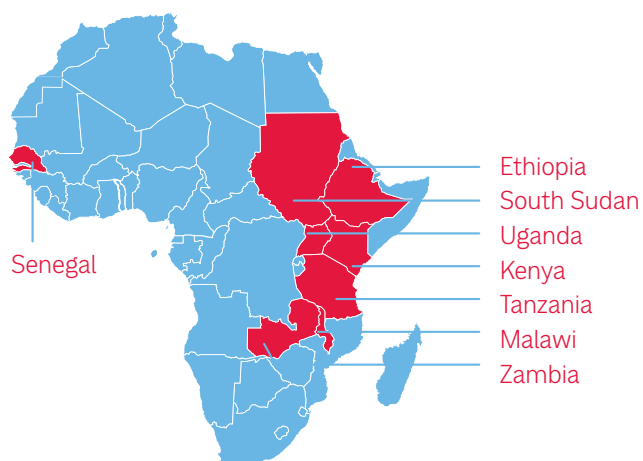 Ethiopia
South Sudan
Uganda
Senegal
Kenya
Tanzania
Malawi
Zambia